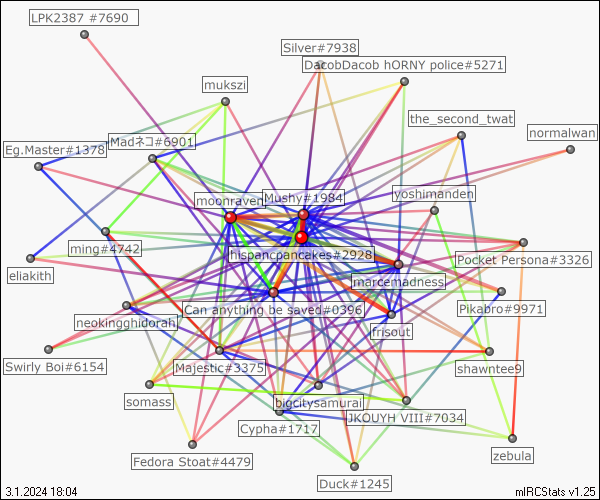 LPK2387 #7690
Silver#7938
DacobDacob hORNY police#5271
mukszi
the_second_twat
normalwan
Madネコ#6901
Eg.Master#1378
moonraven
Mushy#1984
yoshimanden
ming#4742
hispancpancakes#2928
Pocket Persona#3326
eliakith
marcemadness
Can anything be saved#0396
Pikabro#9971
neokingghidorah
frisout
Swirly Boi#6154
Majestic#3375
shawntee9
somass
bigcitysamurai
JKOUYH VIII#7034
Cypha#1717
zebula
Fedora Stoat#4479
Duck#1245
3.1.2024 18:04
mIRCStats v1.25